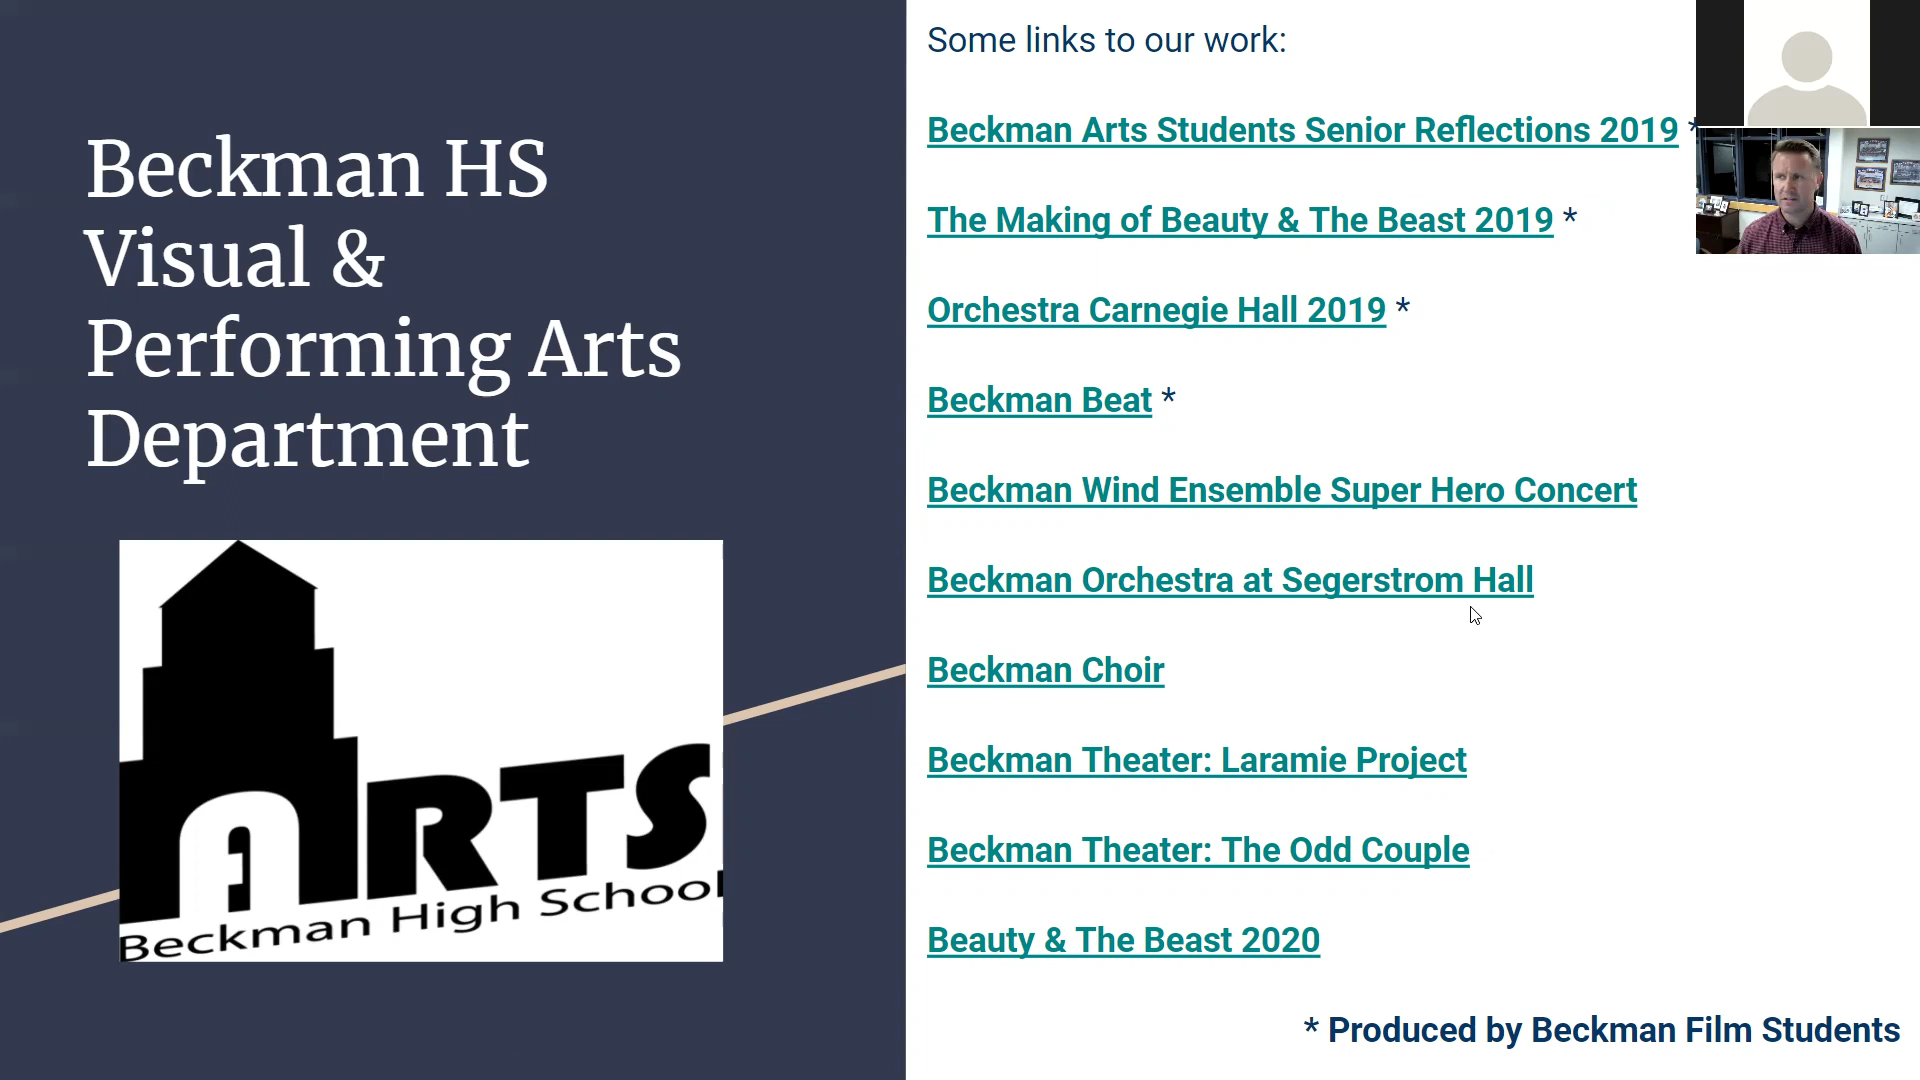 Beckman HS
Visual &
Performing Arts
Department
ARTS
Beckman High School
Some links to our work:
Beckman Arts Students Senior Reflections 2019 *
The Making of Beauty & The Beast 2019 *
Orchestra Carnegie Hall 2019 *
Beckman Beat *
Beckman Wind Ensemble Super Hero Concert
Beckman Orchestra at Segerstrom Hall
Beckman Choir
Beckman Theater: Laramie Project
Beckman Theater: The Odd Couple
Beauty & The Beast 2020
* Produced by Beckman Film Students